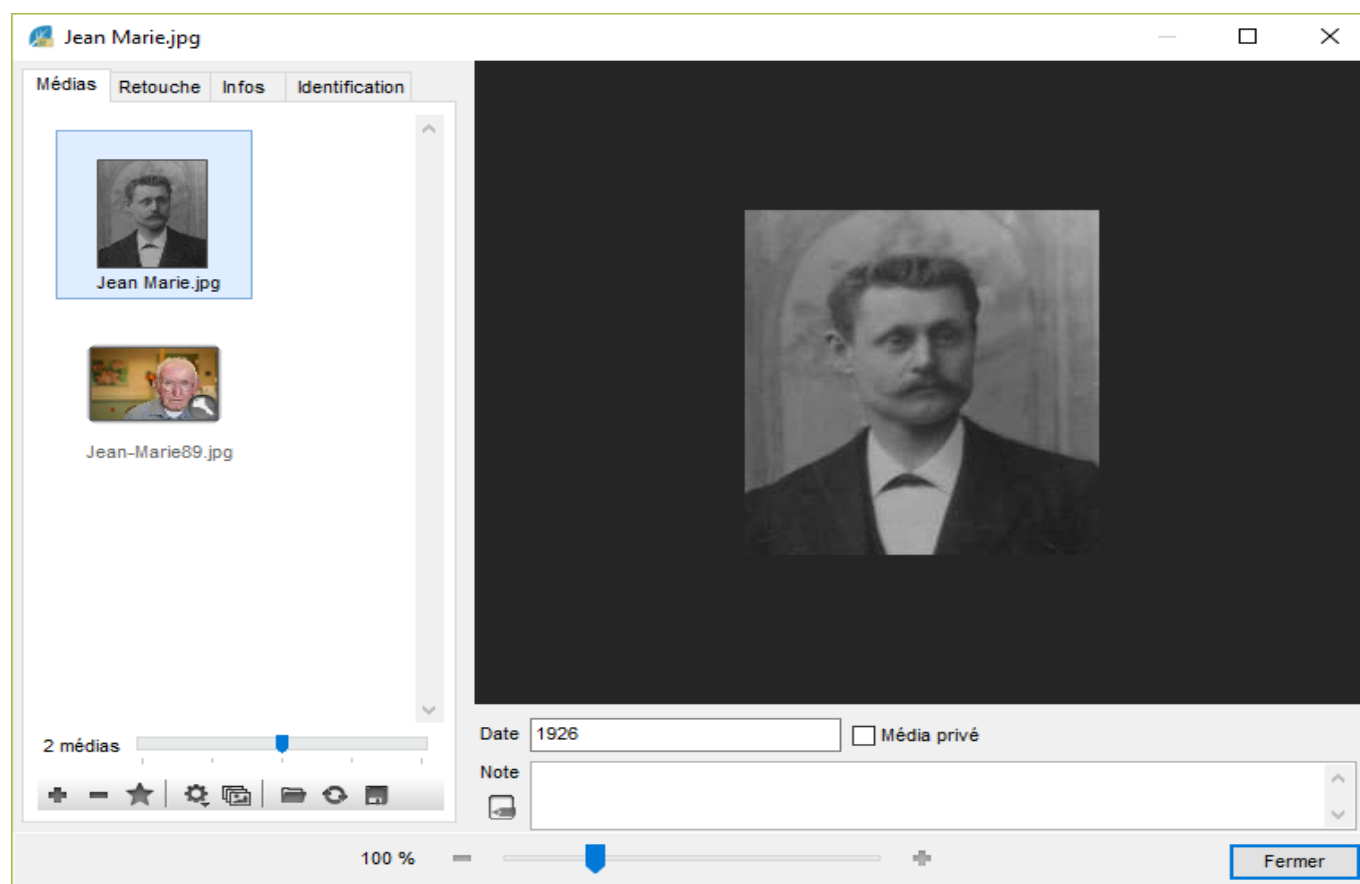 Jean Marie.jpg
Médias Retouche Infos Identification
Jean Marie.jpg
Jean-Marie89.jpg
2 médias
Date 1926 Média privé
Note
100 %
Fermer